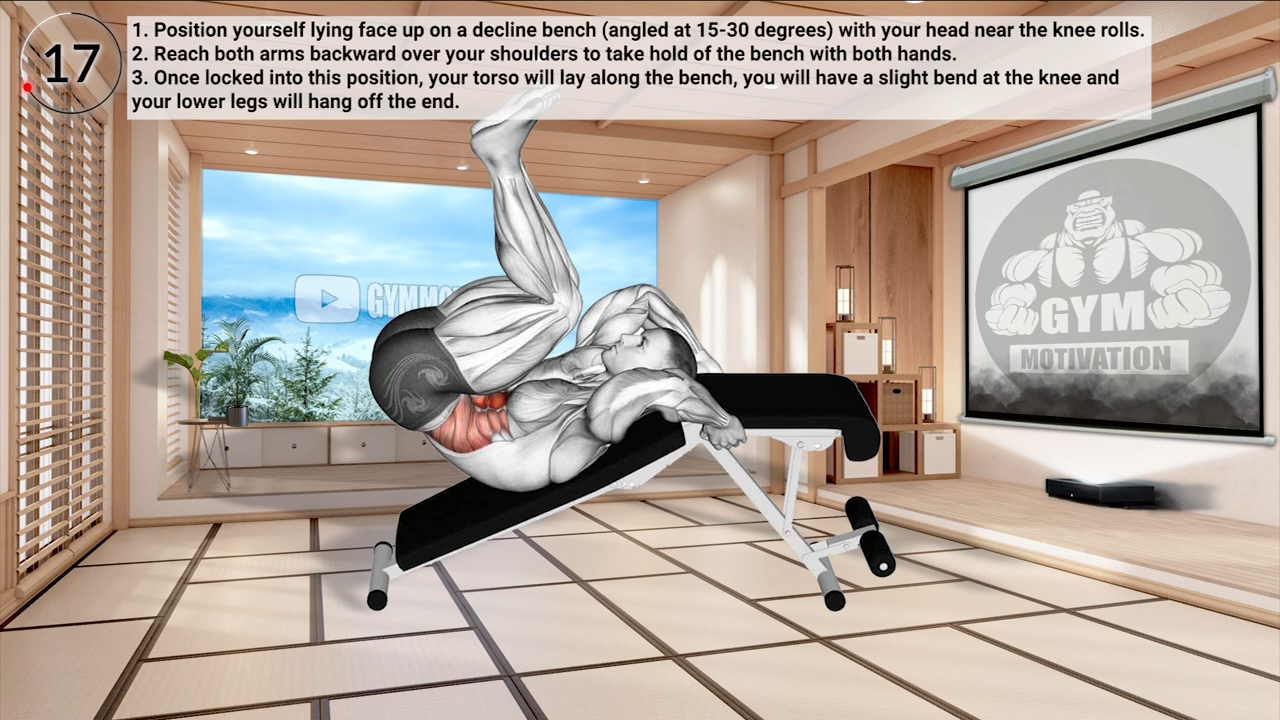 17
1. Position yourself lying face up on a decline bench (angled at 15-30 degrees) with your head near the knee rolls.
2. Reach both arms backward over your shoulders to take hold of the bench with both hands.
3. Once locked into this position, your torso will lay along the bench, you will have a slight bend at the knee and
your lower legs will hang off the end.
GYM
MOTIVATION